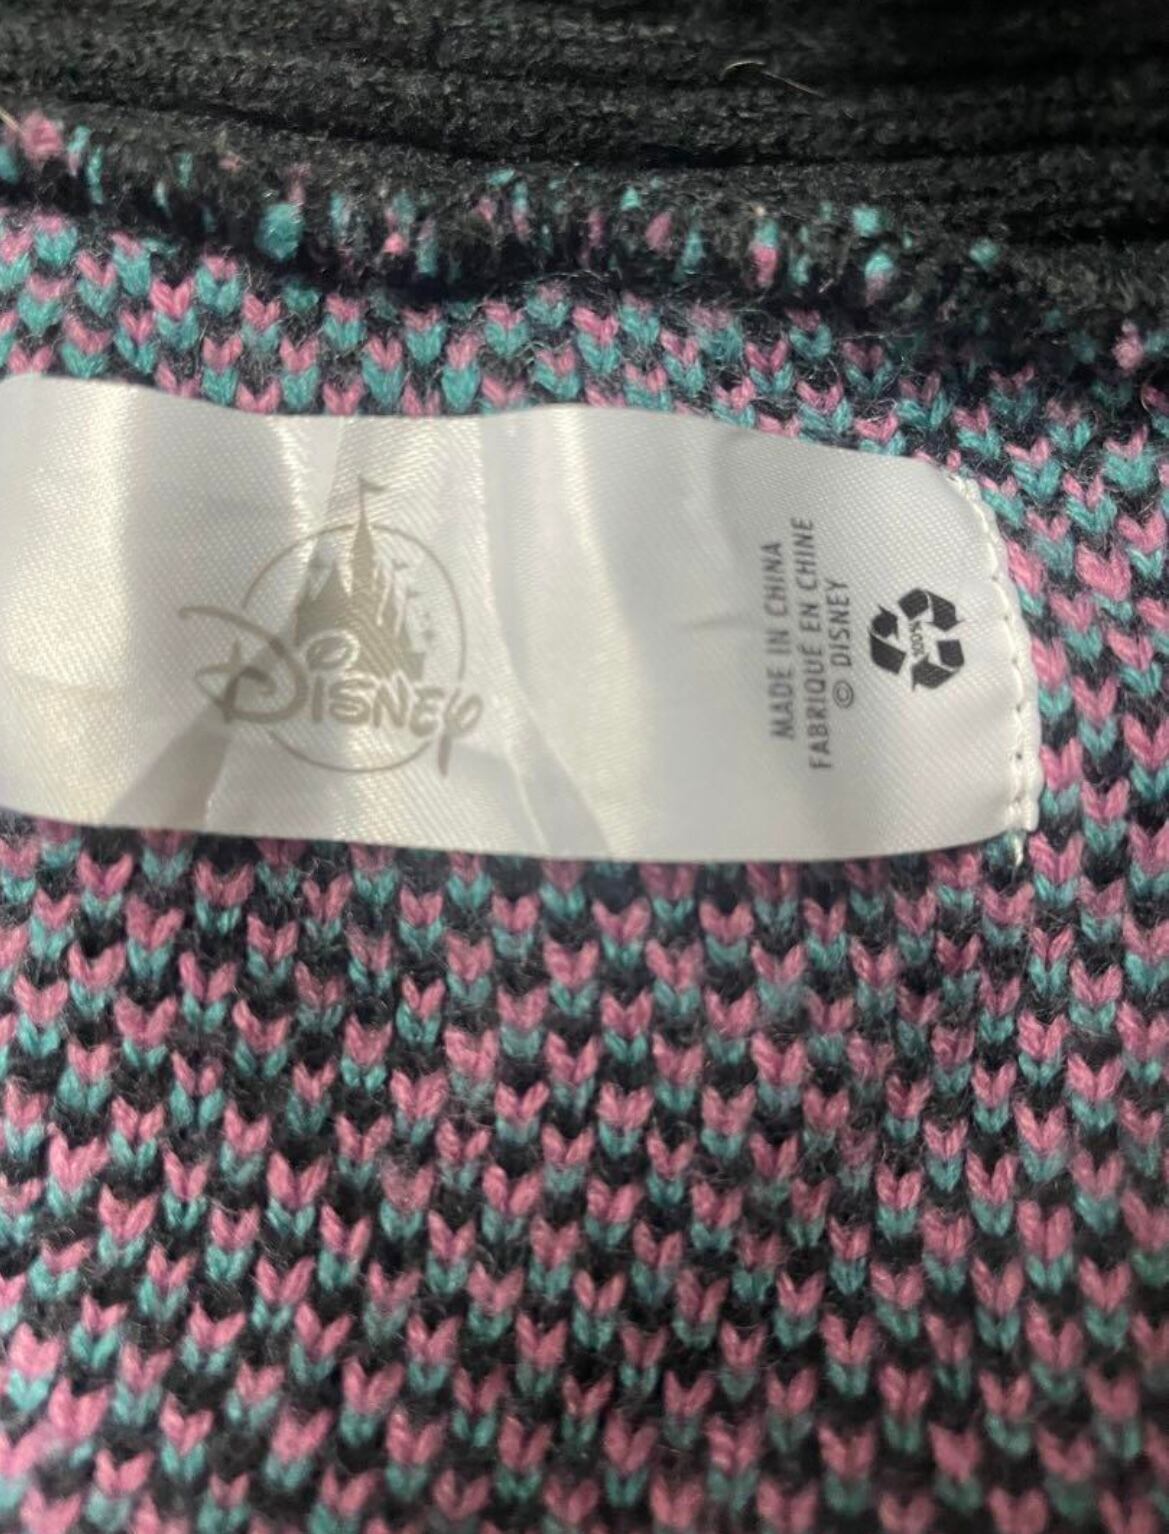 Disney
MADE IN CHINA
FABRIQUÉ EN CHINE
© DISNEY
100%